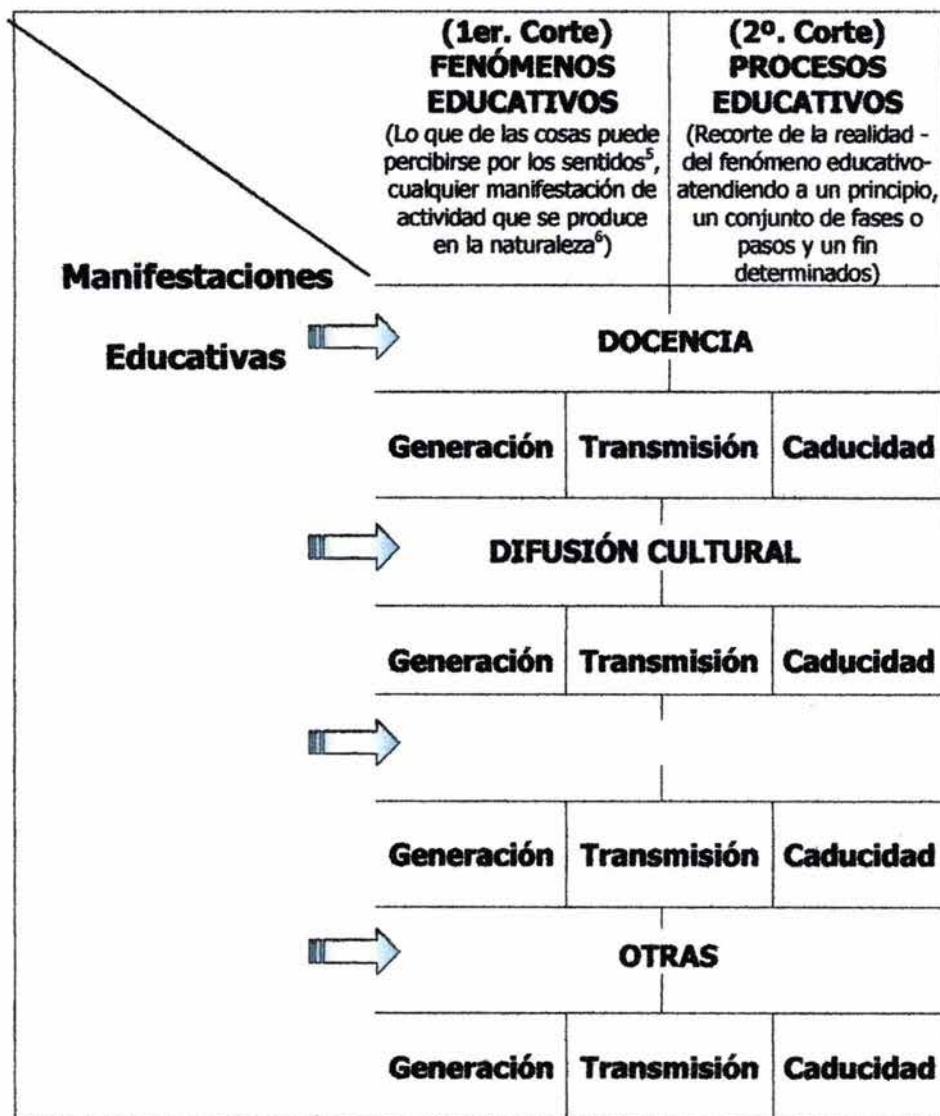 (1er. Corte)
FENÓMENOS
EDUCATIVOS
(Lo que de las cosas puede
percibirse por los sentidos⁵,
cualquier manifestación de
actividad que se produce
en la naturaleza⁶)
(2º. Corte)
PROCESOS
EDUCATIVOS
(Recorte de la realidad -
del fenómeno educativo-
atendiendo a un principio,
un conjunto de fases o
pasos y un fin
determinados)
Manifestaciones
Educativas
DOCENCIA
Generación Transmisión Caducidad
DIFUSIÓN CULTURAL
Generación Transmisión Caducidad
Generación Transmisión Caducidad
OTRAS
Generación Transmisión Caducidad